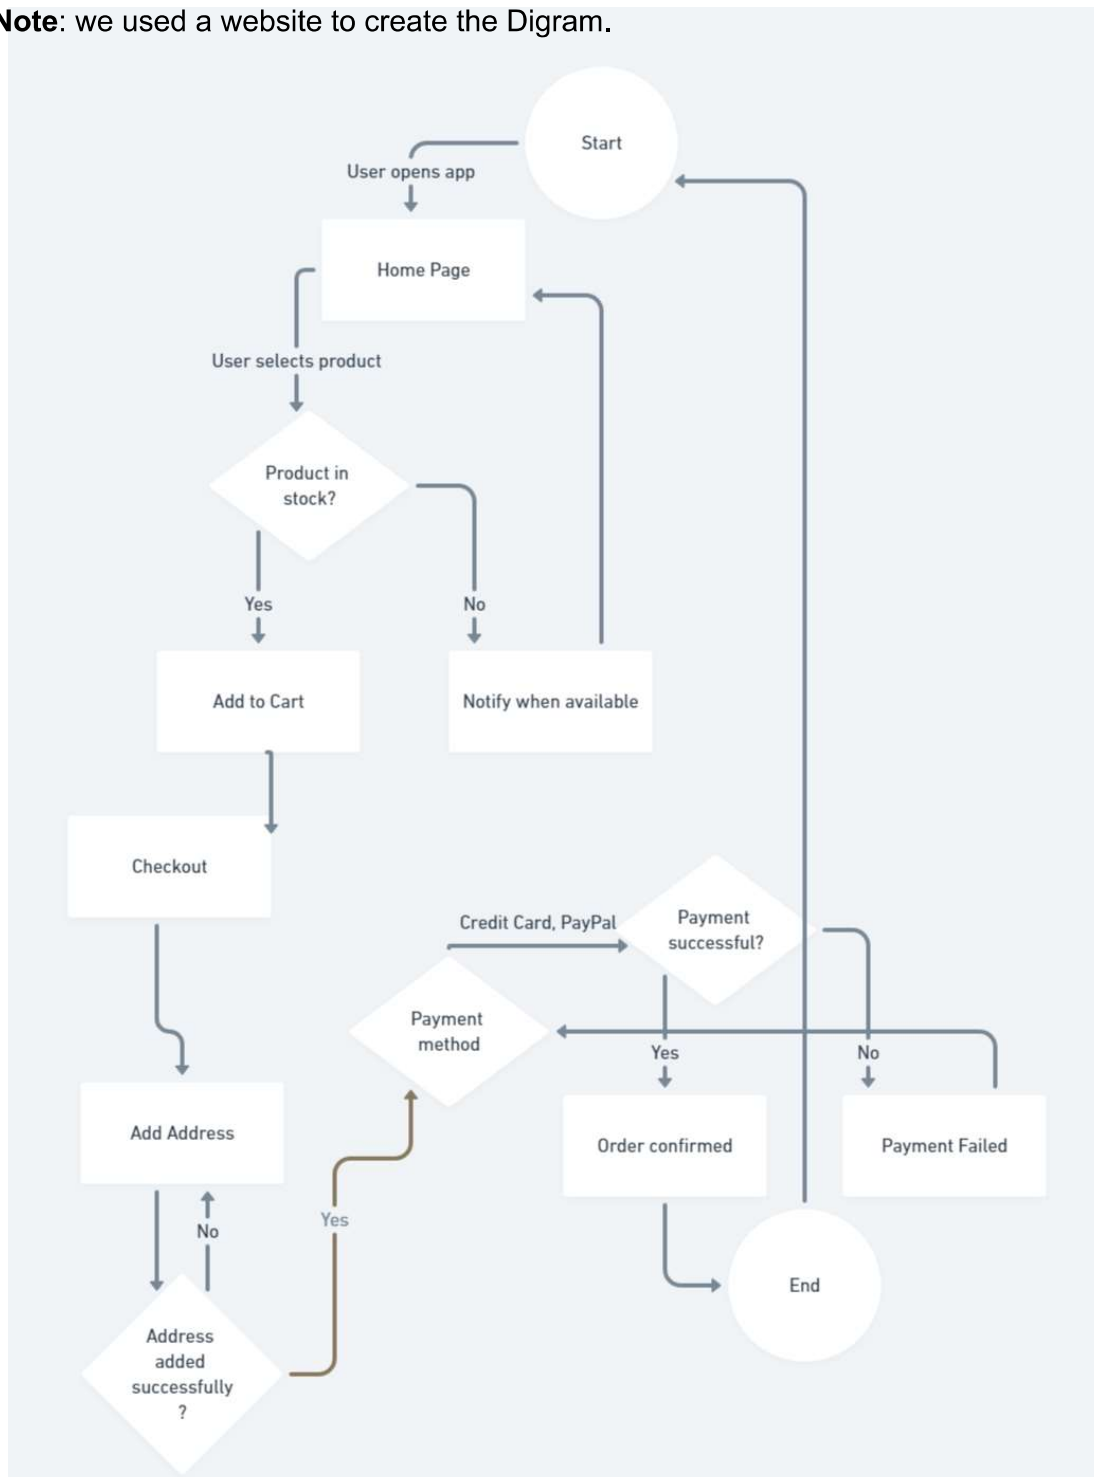 Note: we used a website to create the Digram.
Start
User opens app
Home Page
User selects product
Product in
stock?
Yes
No
Add to Cart
Notify when available
Checkout
Credit Card, PayPal
Payment
successful?
Payment
method
Yes
No
Add Address
Order confirmed
Payment Failed
Yes
No
End
Address
added
successfully
?